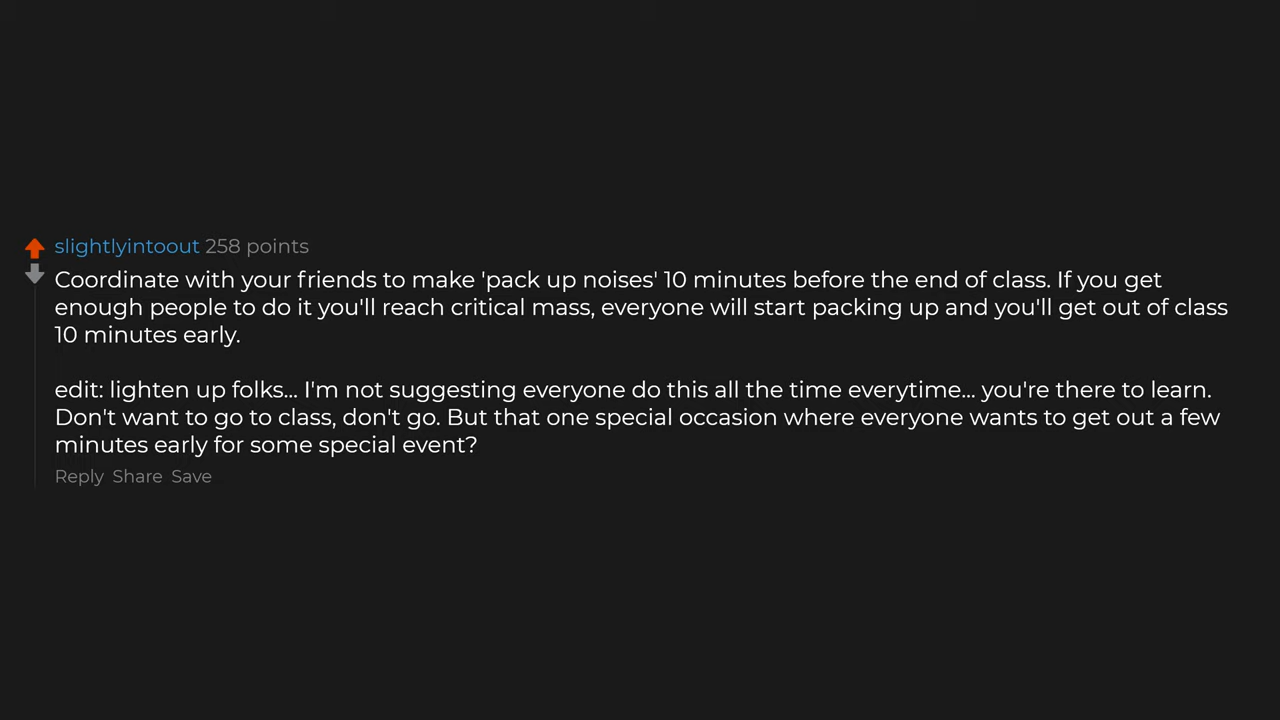 slightlyintoout 258 points
Coordinate with your friends to make 'pack up noises' 10 minutes before the end of class. If you get
enough people to do it you'll reach critical mass, everyone will start packing up and you'll get out of class
10 minutes early.
edit: lighten up folks... I'm not suggesting everyone do this all the time everytime... you're there to learn.
Don't want to go to class, don't go. But that one special occasion where everyone wants to get out a few
minutes early for some special event?
Reply Share Save